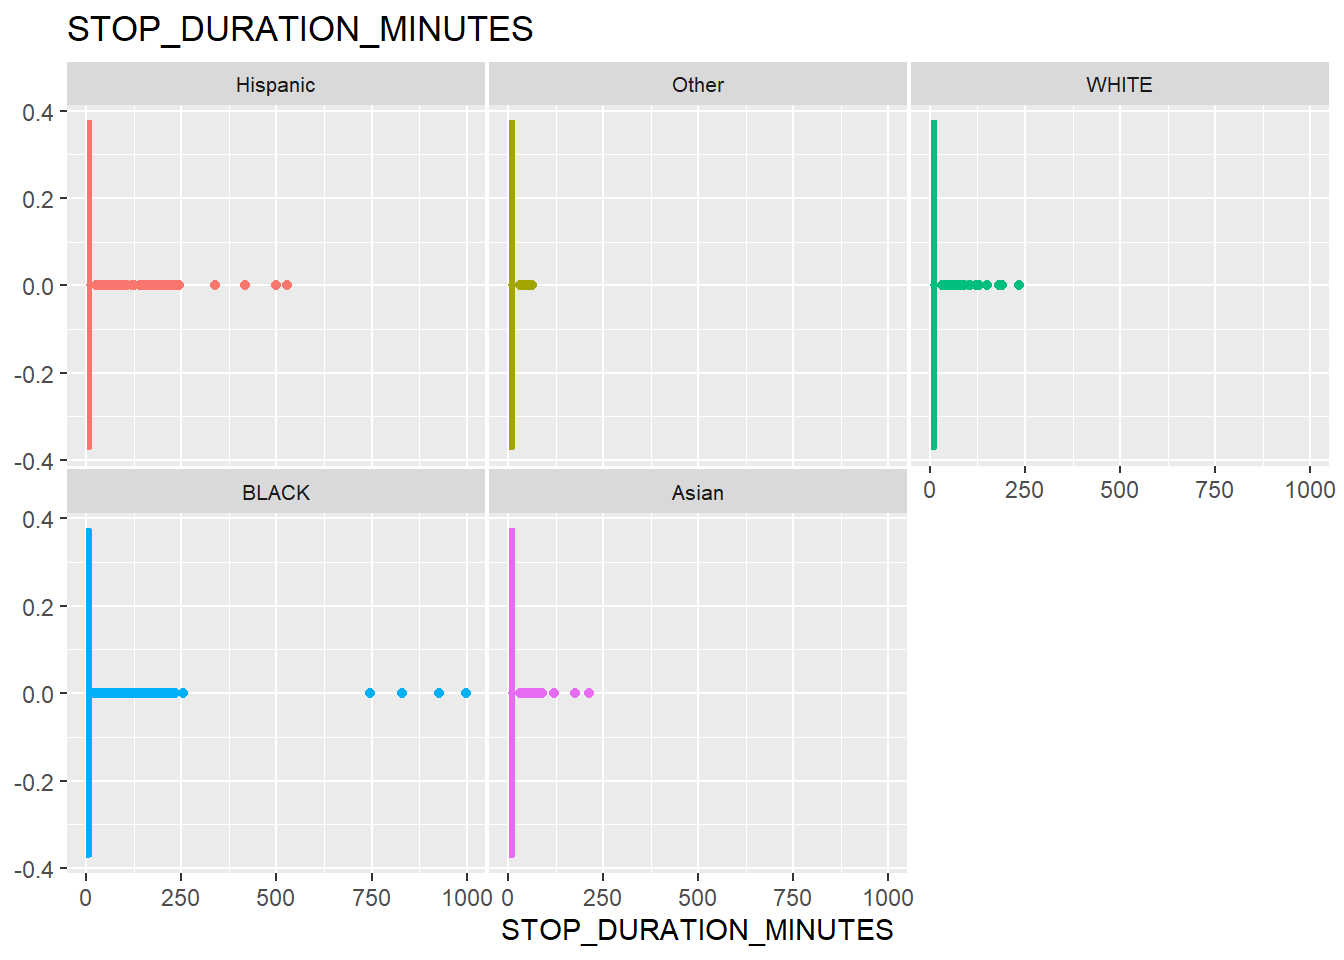 STOP_DURATION_MINUTES
Hispanic Other WHITE
0.4
0.2
0.0
-0.2
-0.4
0 250 500 750 1000
BLACK Asian
0.4
0.2
0.0
-0.2
-0.4
0 250 500 750 1000 0 250 500 750 1000
STOP_DURATION_MINUTES